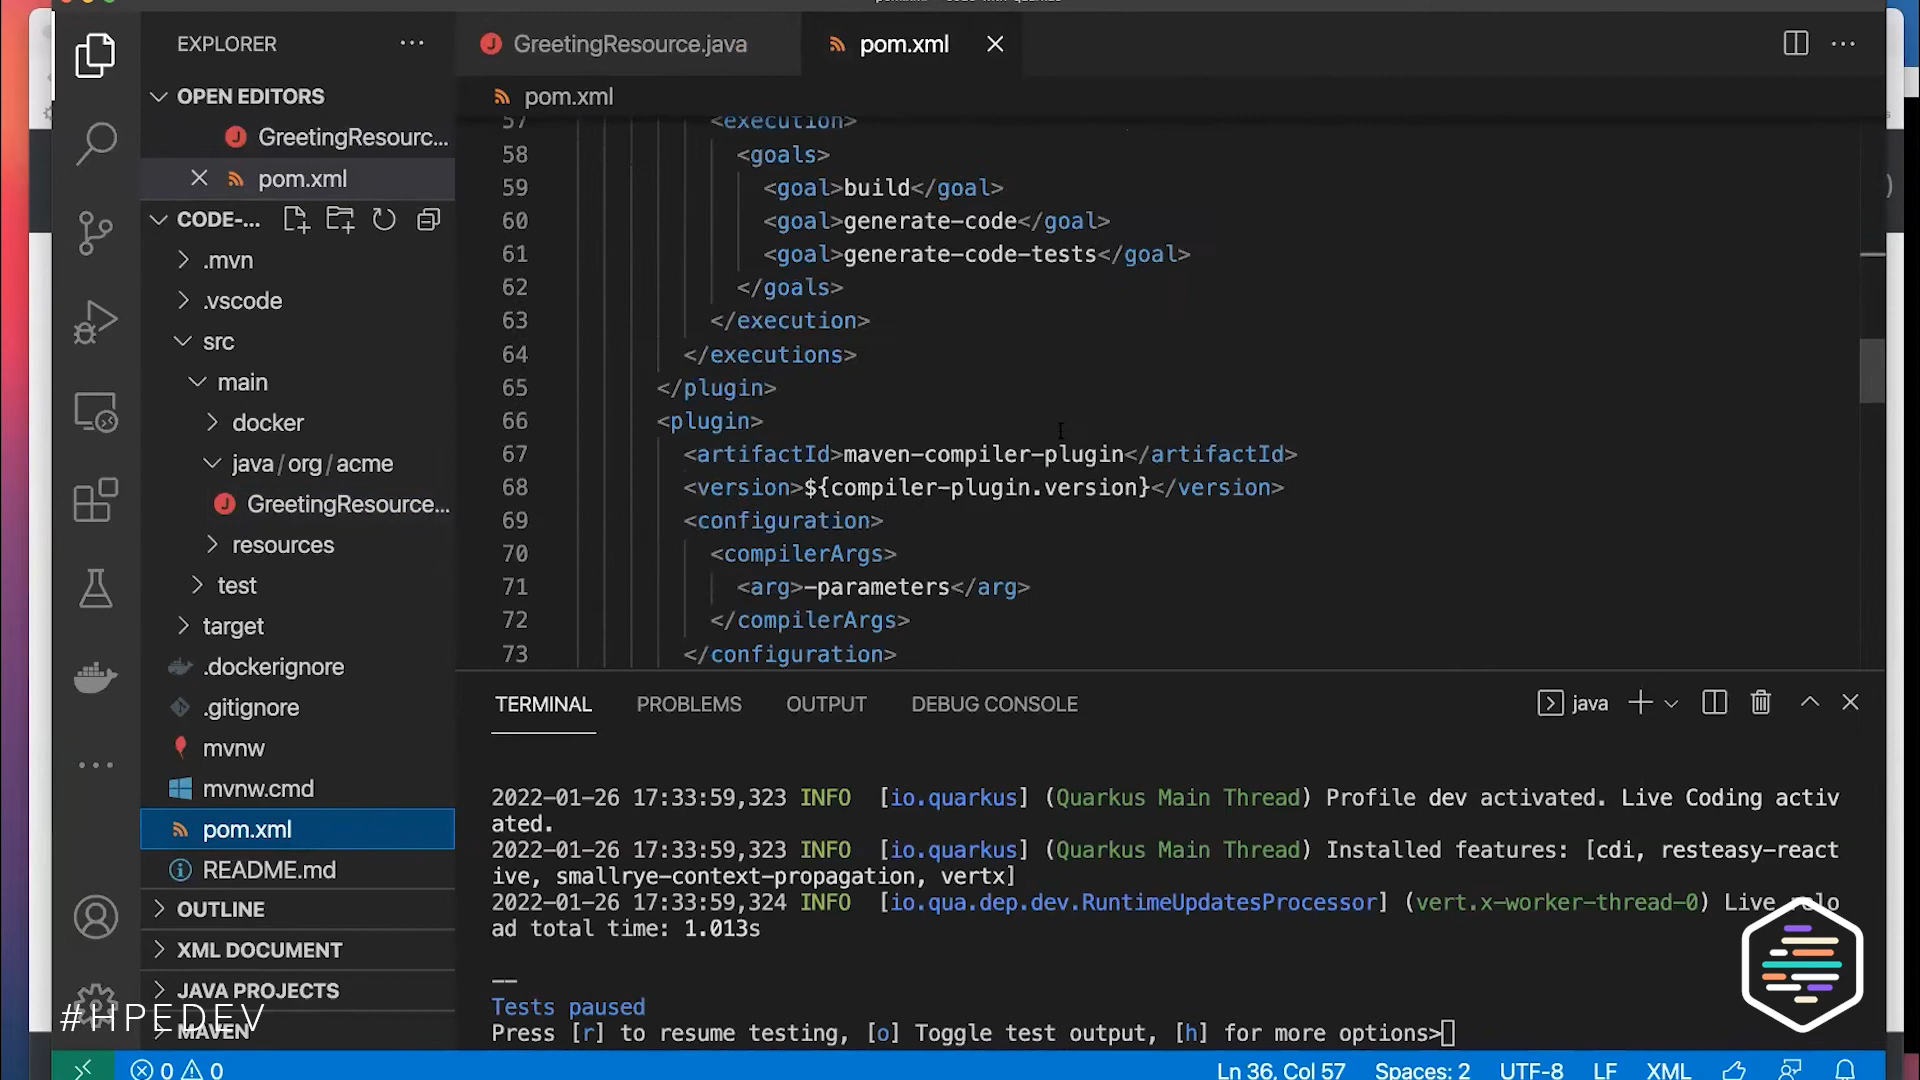 EXPLORER
OPEN EDITORS
GreetingResourc...
pom.xml
CODE-...
.mvn
.vscode
src
main
docker
java/org/acme
GreetingResource...
resources
test
target
.dockerignore
.gitignore
mvnw
mvnw.cmd
pom.xml
README.md
OUTLINE
XML DOCUMENT
JAVA PROJECTS
#HPEDEV
MAVEN
GreetingResource.java
pom.xml
pom.xml
57 <execution>
58 <goals>
59 <goal>build</goal>
60 <goal>generate-code</goal>
61 <goal>generate-code-tests</goal>
62 </goals>
63 </execution>
64 </executions>
65 </plugin>
66 <plugin>
67 <artifactId>maven-compiler-plugin</artifactId>
68 <version>${compiler-plugin.version}</version>
69 <configuration>
70 <compilerArgs>
71 <arg>-parameters</arg>
72 </compilerArgs>
73 </configuration>
TERMINAL PROBLEMS OUTPUT DEBUG CONSOLE java
2022-01-26 17:33:59,323 INFO [io.quarkus] (Quarkus Main Thread) Profile dev activated. Live Coding activ
ated.
2022-01-26 17:33:59,323 INFO [io.quarkus] (Quarkus Main Thread) Installed features: [cdi, resteasy-react
ive, smallrye-context-propagation, vertx]
2022-01-26 17:33:59,324 INFO [io.qua.dep.dev.RuntimeUpdatesProcessor] (vert.x-worker-thread-0) Live relo
ad total time: 1.013s
--
Tests paused
Press [r] to resume testing, [o] Toggle test output, [h] for more options>
0 0 Ln 36, Col 57 Spaces: 2 UTF-8 LF XML